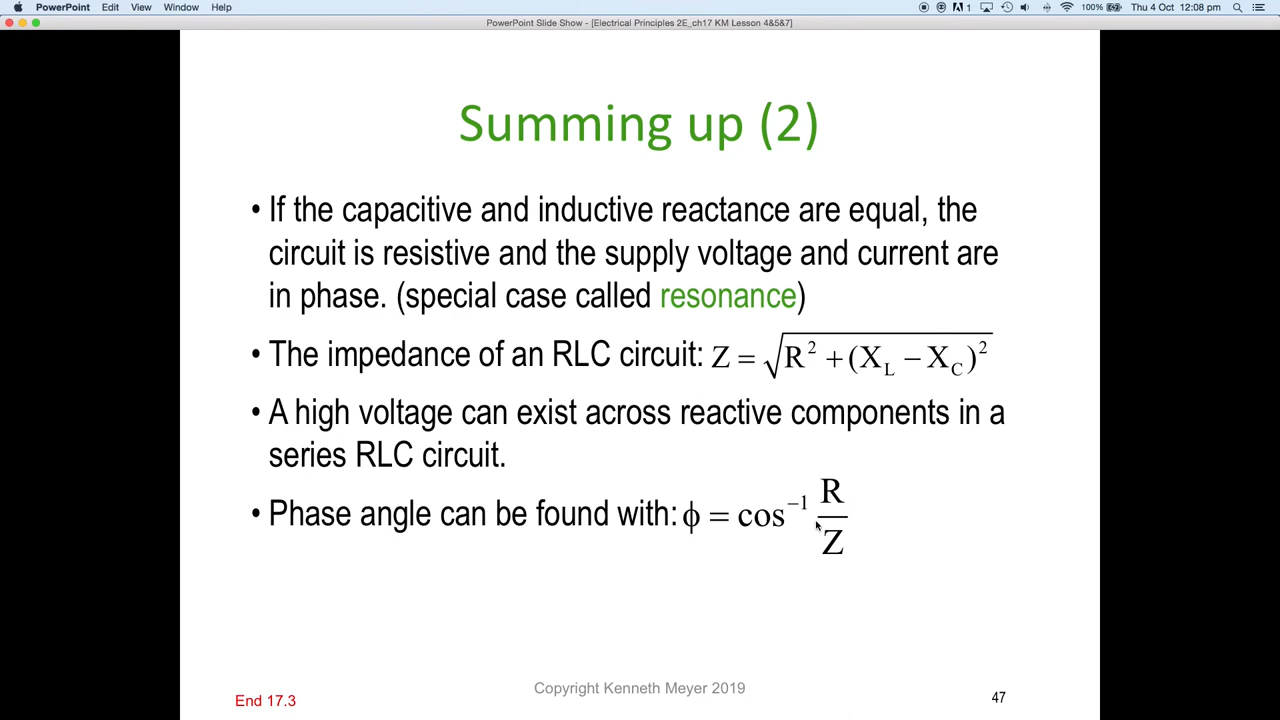 PowerPoint Edit View Window Help 1 100% Thu 4 Oct 12:08 pm
PowerPoint Slide Show - [Electrical Principles 2E_ch17 KM Lesson 4&5&7]
Summing up (2)
• If the capacitive and inductive reactance are equal, the
circuit is resistive and the supply voltage and current are
in phase. (special case called resonance)
• The impedance of an RLC circuit: Z = √(R² + (X_L − X_C)²)
• A high voltage can exist across reactive components in a
series RLC circuit.
• Phase angle can be found with: ϕ = cos⁻¹ R/Z
Copyright Kenneth Meyer 2019
End 17.3
47